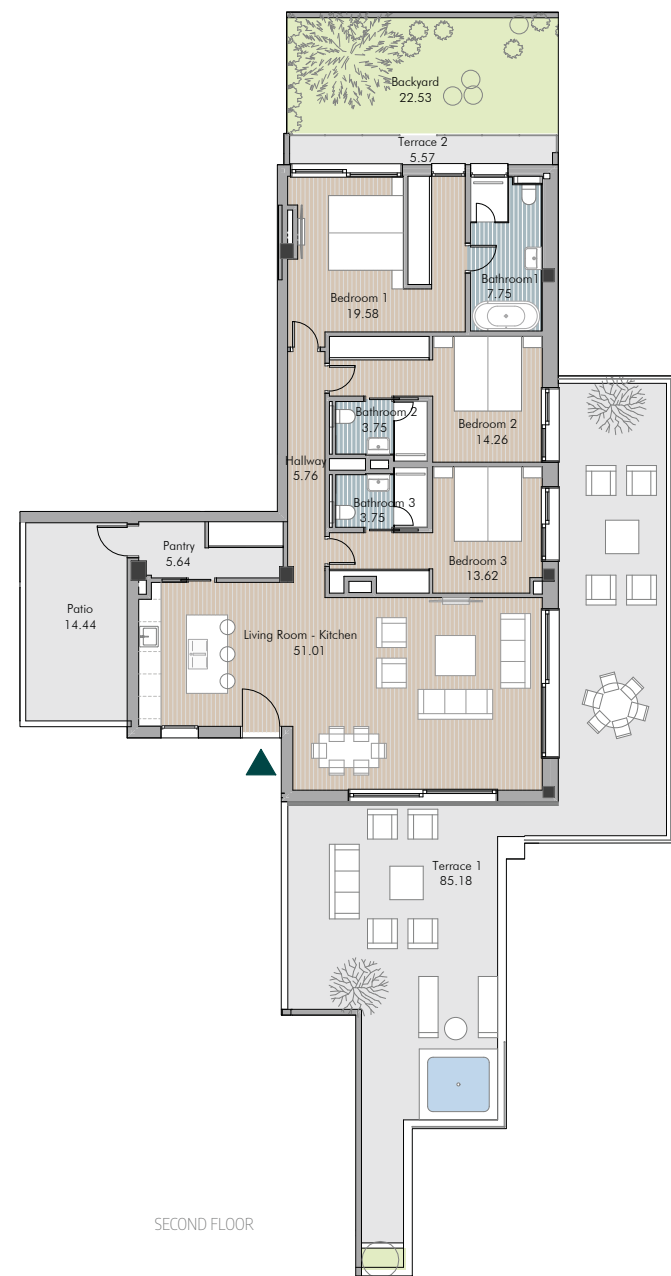 Backyard
22.53
Terrace 2
5.57
Bedroom 1
19.58
Bathroom1
7.75
Bathroom 2
3.75
Bedroom 2
14.26
Hallway
5.76
Bathroom 3
3.75
Bedroom 3
13.62
Pantry
5.64
Patio
14.44
Living Room - Kitchen
51.01
Terrace 1
85.18
SECOND FLOOR